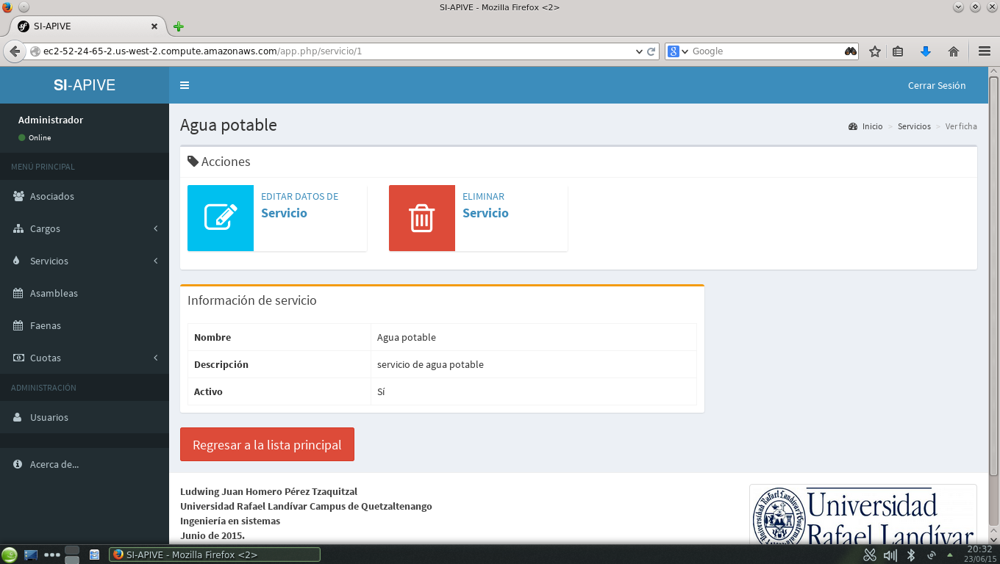 SI-APIVE - Mozilla Firefox <2>
SI-APIVE
ec2-52-24-65-2.us-west-2.compute.amazonaws.com/app.php/servicio/1
Google
SI-APIVE
Cerrar Sesión
Administrador
Online
MENÚ PRINCIPAL
Asociados
Cargos
Servicios
Asambleas
Faenas
Cuotas
ADMINISTRACIÓN
Usuarios
Acerca de...
Agua potable
Inicio > Servicios > Ver ficha
Acciones
EDITAR DATOS DE
Servicio
ELIMINAR
Servicio
Información de servicio
Nombre Agua potable
Descripción servicio de agua potable
Activo Sí
Regresar a la lista principal
Ludwing Juan Homero Pérez Tzaquitzal
Universidad Rafael Landívar Campus de Quetzaltenango
Ingeniería en sistemas
Junio de 2015.
Universidad
Rafael Landívar
SI-APIVE - Mozilla Firefox <2>
20:32
23/06/15